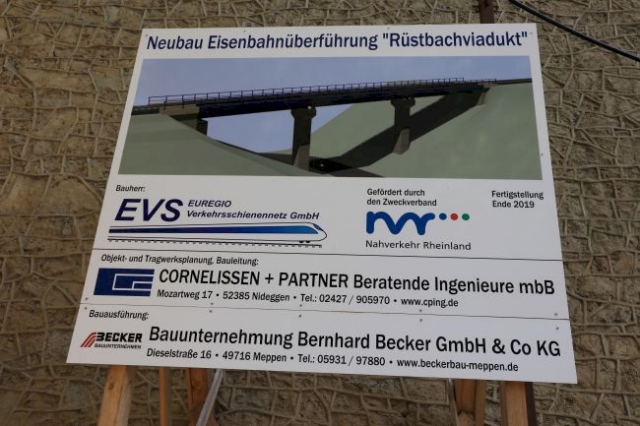 Neubau Eisenbahnüberführung "Rüstbachviadukt"
Bauherr:
EVS EUREGIO
Verkehrsschienennetz GmbH
Gefördert durch
den Zweckverband
nvr
Nahverkehr Rheinland
Fertigstellung
Ende 2019
Objekt- und Tragwerksplanung, Bauleitung:
CORNELISSEN + PARTNER Beratende Ingenieure mbB
Mozartweg 17 • 52385 Nideggen • Tel.: 02427 / 905970 • www.cping.de
Bauausführung:
BECKER
BAUUNTERNEHMEN
Bauunternehmung Bernhard Becker GmbH & Co KG
Dieselstraße 16 • 49716 Meppen • Tel.: 05931 / 97880 • www.beckerbau-meppen.de